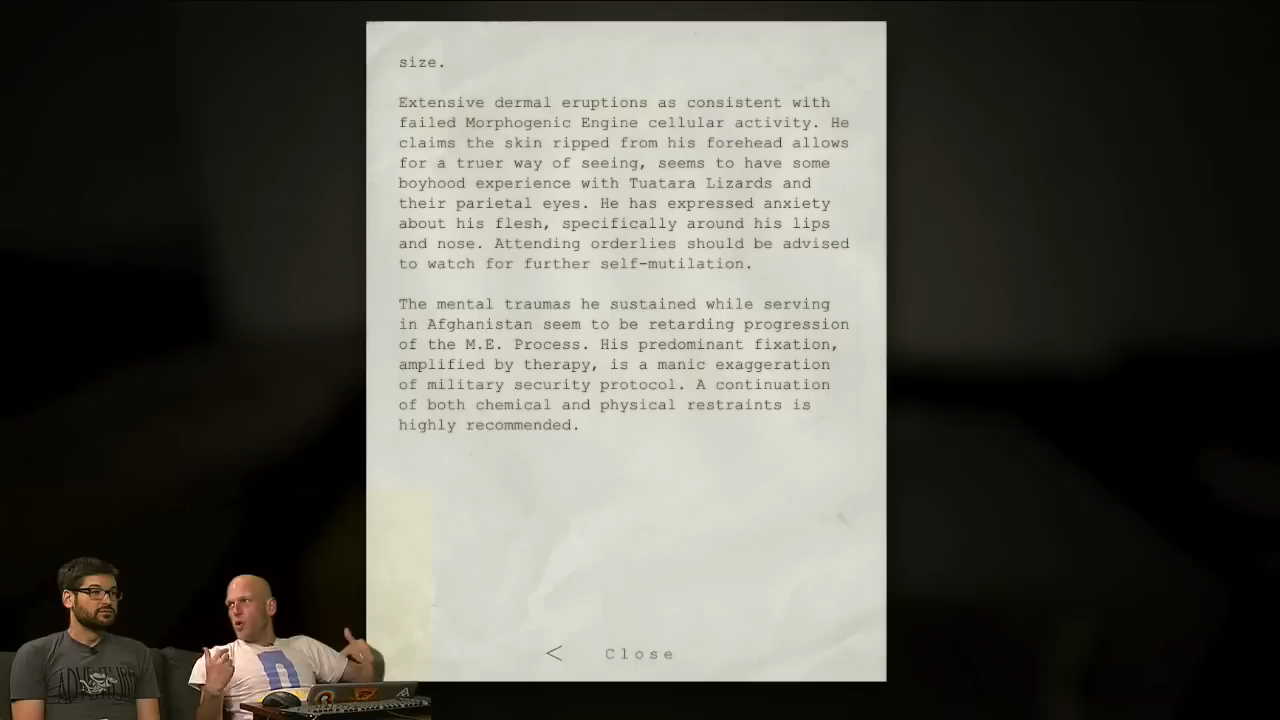 size.
Extensive dermal eruptions as consistent with
failed Morphogenic Engine cellular activity. He
claims the skin ripped from his forehead allows
for a truer way of seeing, seems to have some
boyhood experience with Tuatara Lizards and
their parietal eyes. He has expressed anxiety
about his flesh, specifically around his lips
and nose. Attending orderlies should be advised
to watch for further self-mutilation.
The mental traumas he sustained while serving
in Afghanistan seem to be retarding progression
of the M.E. Process. His predominant fixation,
amplified by therapy, is a manic exaggeration
of military security protocol. A continuation
of both chemical and physical restraints is
highly recommended.
< Close
ADVENTURE
n